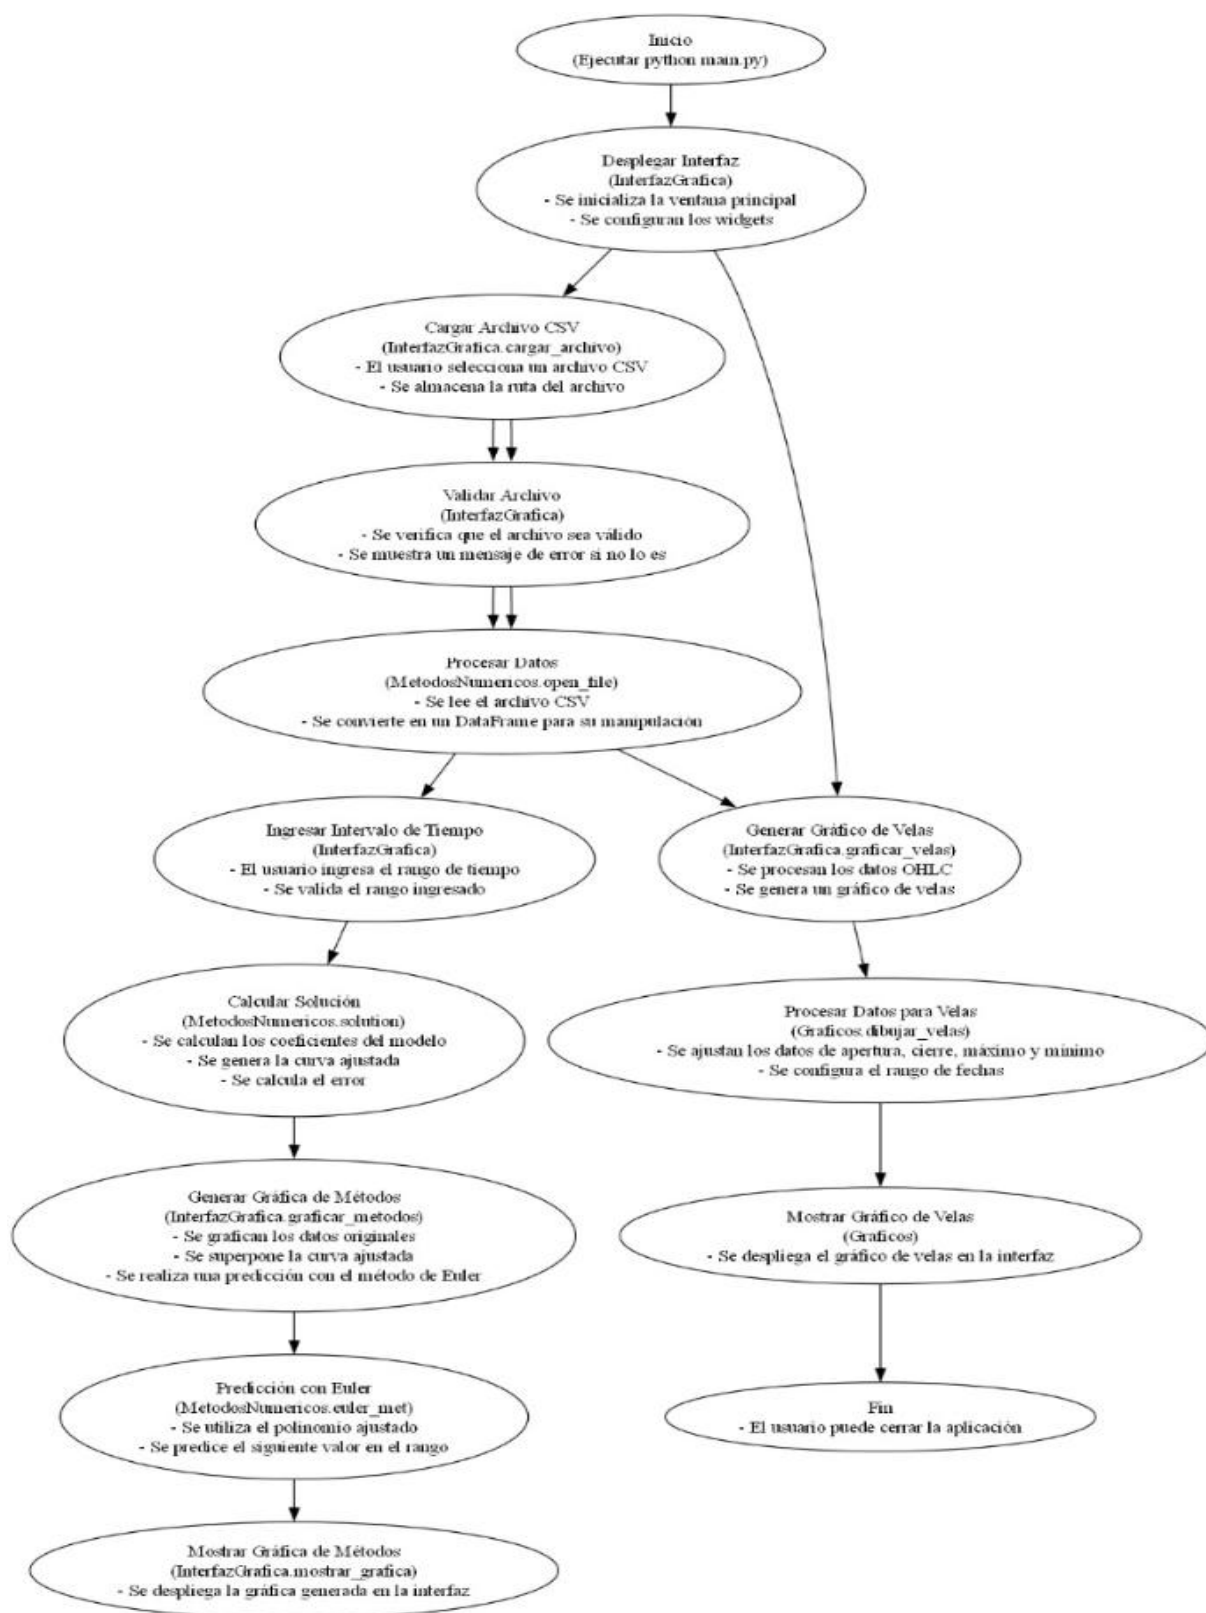 Inicio
(Ejecutar python main.py)
Desplegar Interfaz
(InterfazGrafica)
- Se inicializa la ventana principal
- Se configuran los widgets
Cargar Archivo CSV
(InterfazGrafica.cargar_archivo)
- El usuario selecciona un archivo CSV
- Se almacena la ruta del archivo
Validar Archivo
(InterfazGrafica)
- Se verifica que el archivo sea válido
- Se muestra un mensaje de error si no lo es
Procesar Datos
(MetodosNumericos.open_file)
- Se lee el archivo CSV
- Se convierte en un DataFrame para su manipulación
Ingresar Intervalo de Tiempo
(InterfazGrafica)
- El usuario ingresa el rango de tiempo
- Se valida el rango ingresado
Generar Gráfico de Velas
(InterfazGrafica.graficar_velas)
- Se procesan los datos OHLC
- Se genera un gráfico de velas
Calcular Solución
(MetodosNumericos.solution)
- Se calculan los coeficientes del modelo
- Se genera la curva ajustada
- Se calcula el error
Procesar Datos para Velas
(Graficos.dibujar_velas)
- Se ajustan los datos de apertura, cierre, máximo y mínimo
- Se configura el rango de fechas
Generar Gráfica de Métodos
(InterfazGrafica.graficar_metodos)
- Se grafican los datos originales
- Se superpone la curva ajustada
- Se realiza una predicción con el método de Euler
Mostrar Gráfico de Velas
(Graficos)
- Se despliega el gráfico de velas en la interfaz
Predicción con Euler
(MetodosNumericos.euler_met)
- Se utiliza el polinomio ajustado
- Se predice el siguiente valor en el rango
Fin
- El usuario puede cerrar la aplicación
Mostrar Gráfica de Métodos
(InterfazGrafica.mostrar_grafica)
- Se despliega la gráfica generada en la interfaz